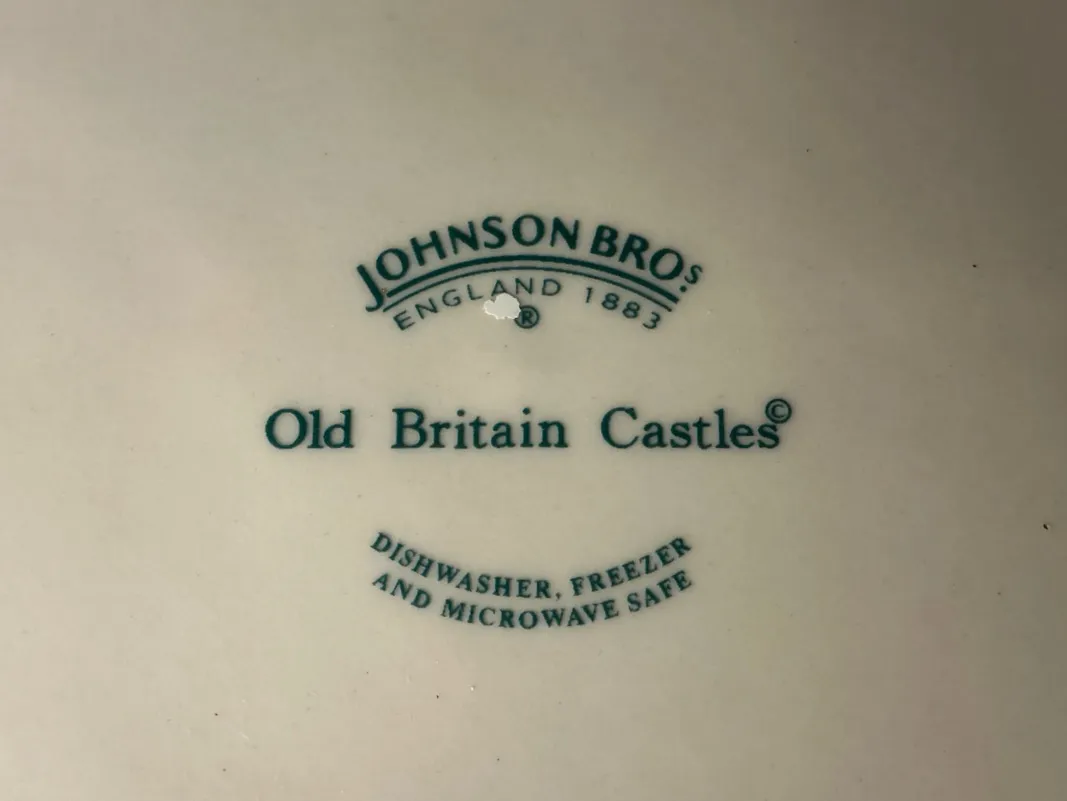 JOHNSON BROS.
ENGLAND 1883
®
Old Britain Castles©
DISHWASHER, FREEZER
AND MICROWAVE SAFE